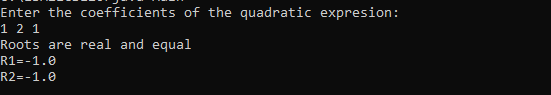 Enter the coefficients of the quadratic expresion:
1 2 1
Roots are real and equal
R1=-1.0
R2=-1.0